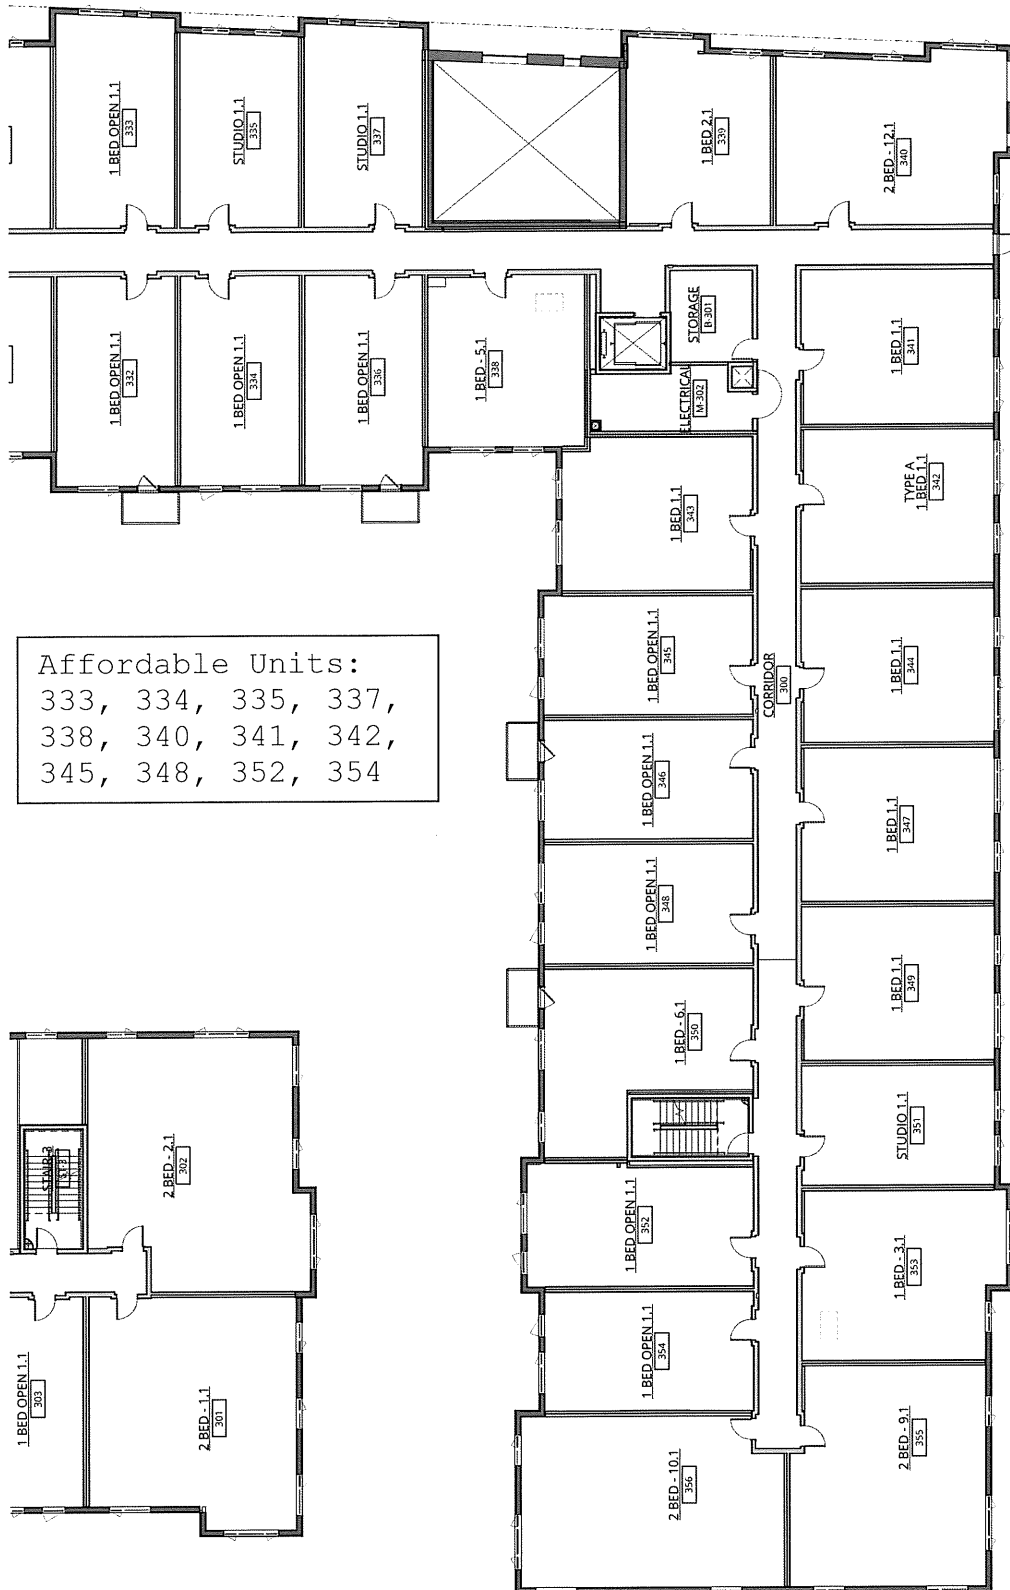 1 BED OPEN 1.1
333
STUDIO 1.1
335
STUDIO 1.1
337
1 BED 2.1
339
2 BED - 12.1
340
1 BED OPEN 1.1
332
1 BED OPEN 1.1
334
1 BED OPEN 1.1
336
1 BED - 5.1
338
STORAGE
B-301
ELECTRICAL
M-302
1 BED 1.1
341
1 BED 1.1
343
TYPE A
1 BED 1.1
342
Affordable Units:
333, 334, 335, 337,
338, 340, 341, 342,
345, 348, 352, 354
1 BED OPEN 1.1
345
CORRIDOR
300
1 BED 1.1
344
1 BED OPEN 1.1
346
1 BED 1.1
347
1 BED OPEN 1.1
348
1 BED 1.1
349
1 BED - 6.1
350
STUDIO 1.1
351
STAIR-3
ST-3
2 BED - 2.1
302
1 BED OPEN 1.1
352
1 BED - 3.1
353
1 BED OPEN 1.1
303
2 BED - 1.1
301
1 BED OPEN 1.1
354
2 BED - 10.1
356
2 BED - 9.1
355